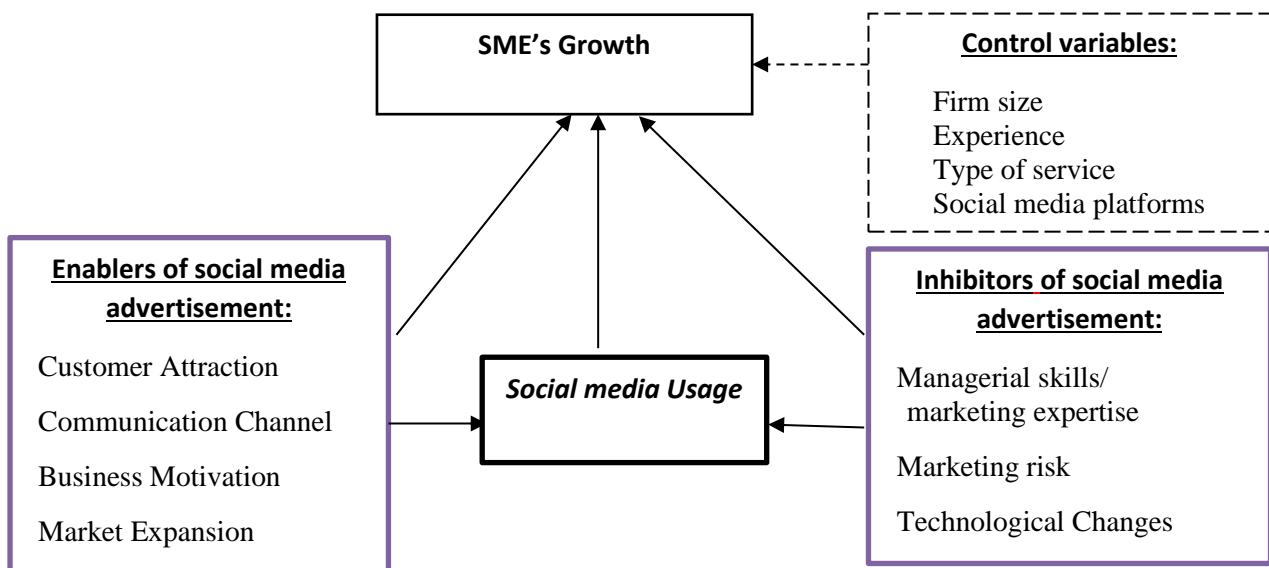 SME's Growth
Control variables:
Firm size
Experience
Type of service
Social media platforms
Enablers of social media
advertisement:
Customer Attraction
Communication Channel
Business Motivation
Market Expansion
Social media Usage
Inhibitors of social media
advertisement:
Managerial skills/
marketing expertise
Marketing risk
Technological Changes